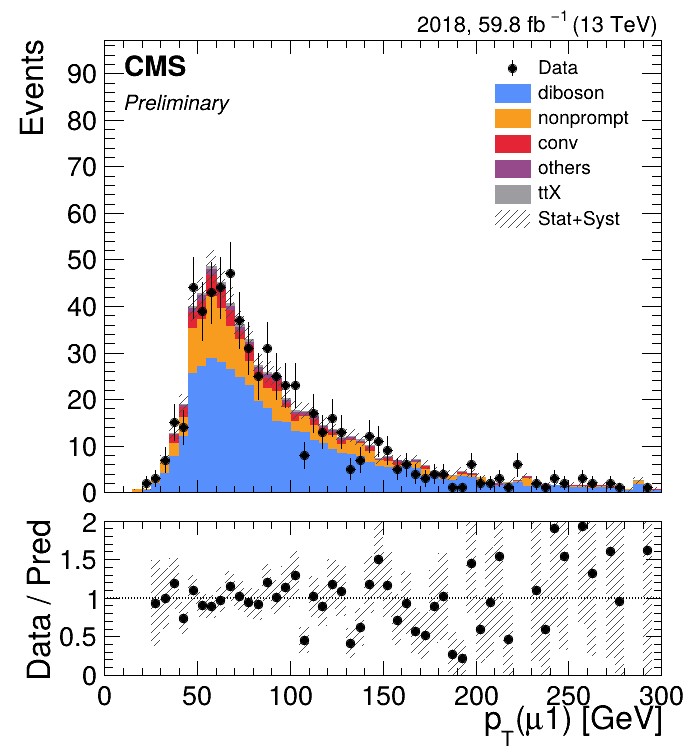 2018, 59.8 fb⁻¹ (13 TeV)
CMS
Preliminary
Events
90
80
70
60
50
40
30
20
10
0
Data
diboson
nonprompt
conv
others
ttX
Stat+Syst
Data / Pred
2
1.5
1
0.5
0
0 50 100 150 200 250 300
p_T(μ1) [GeV]